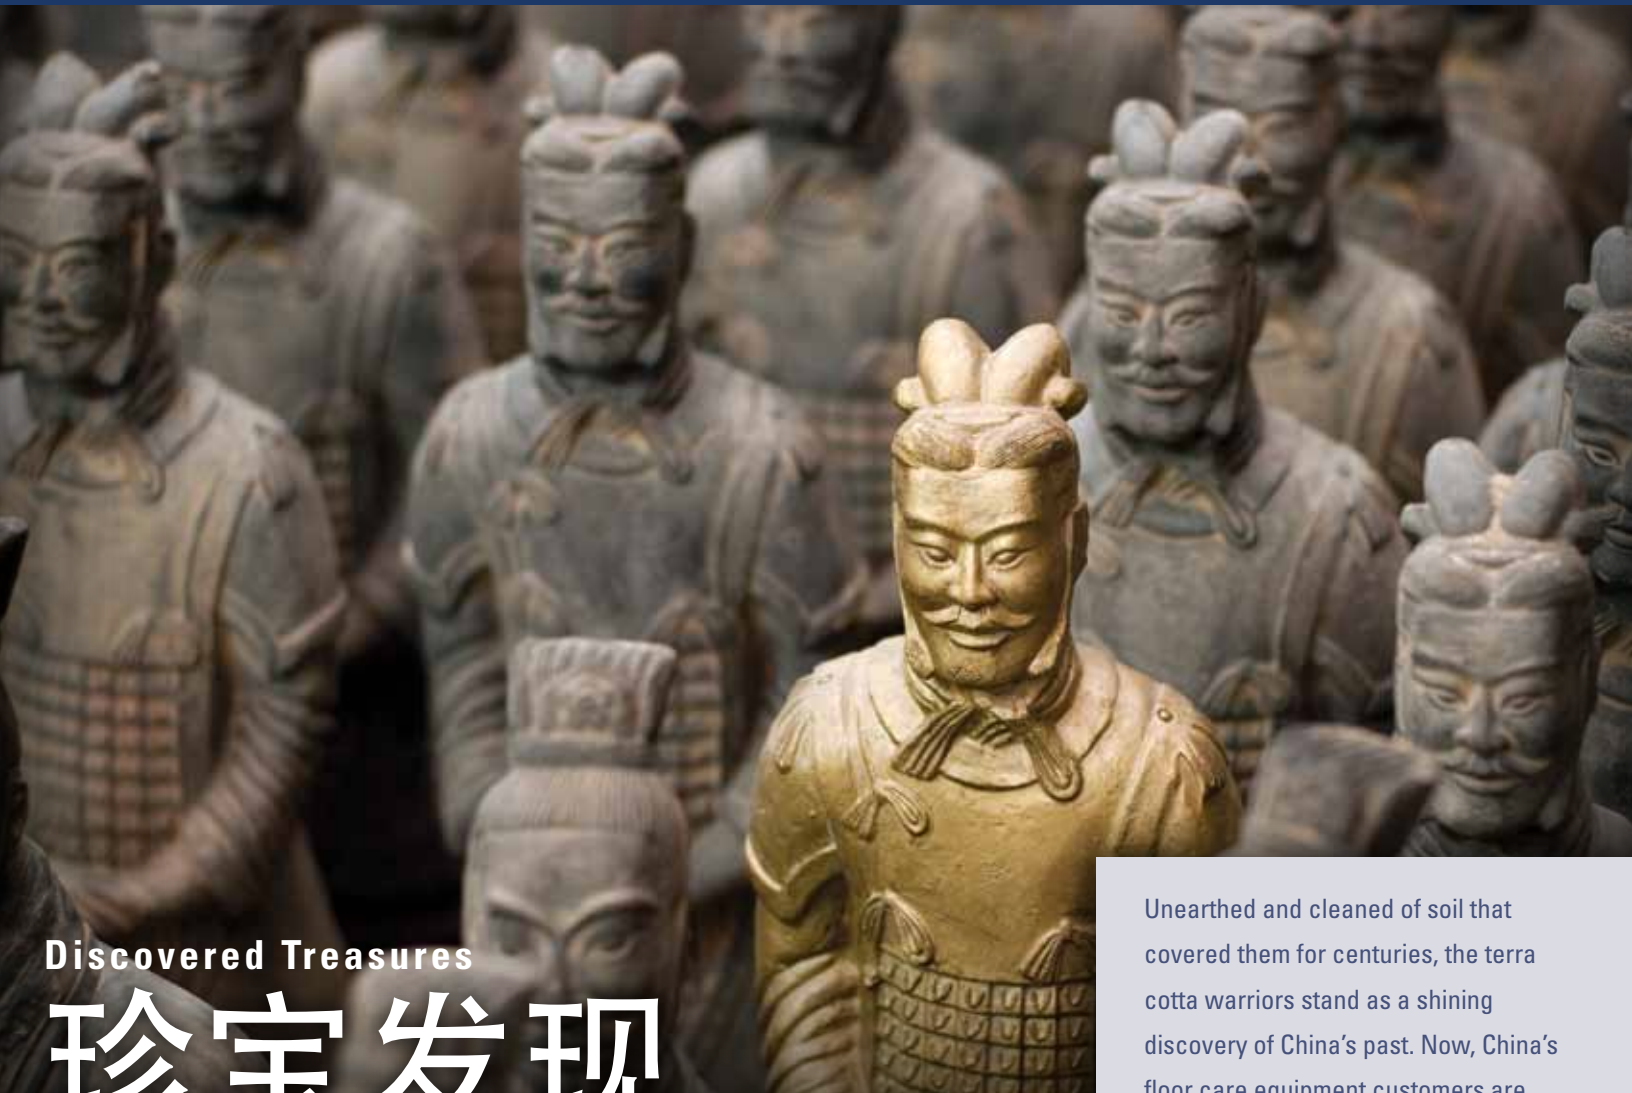 Discovered Treasures
珍宝发现
Unearthed and cleaned of soil that
covered them for centuries, the terra
cotta warriors stand as a shining
discovery of China’s past. Now, China’s
floor care equipment customers are